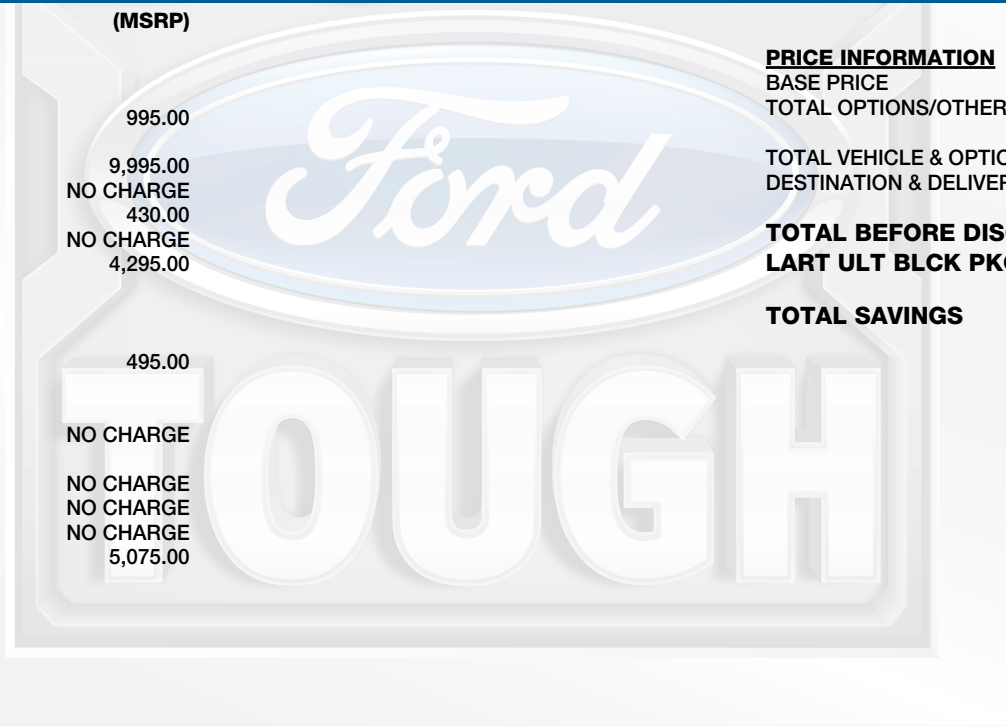 (MSRP)
995.00
9,995.00
NO CHARGE
430.00
NO CHARGE
4,295.00
495.00
NO CHARGE
NO CHARGE
NO CHARGE
NO CHARGE
5,075.00
PRICE INFORMATION
BASE PRICE
TOTAL OPTIONS/OTHER
TOTAL VEHICLE & OPTIO
DESTINATION & DELIVER
TOTAL BEFORE DIS
LART ULT BLCK PK
TOTAL SAVINGS
Ford
TOUGH